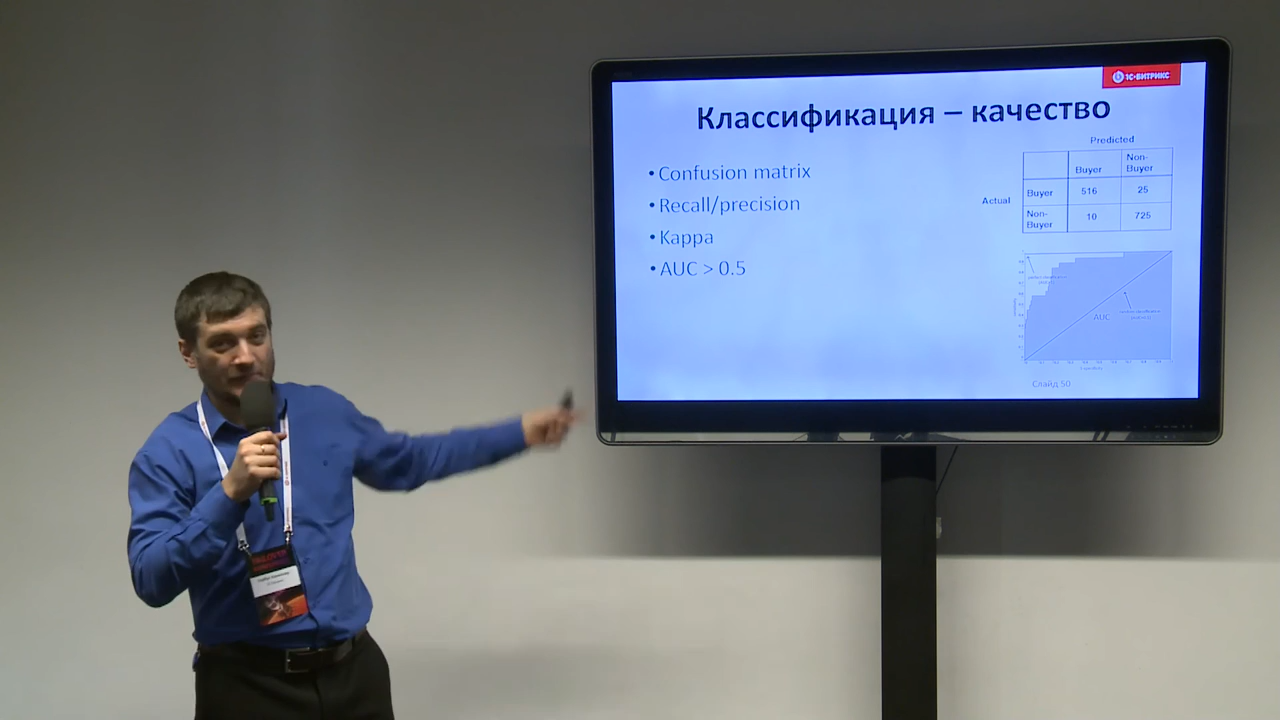 1С-БИТРИКС
Классификация – качество
• Confusion matrix
• Recall/precision
• Kappa
• AUC > 0.5
Predicted
Buyer
Non-
Buyer
Actual
Buyer
516
25
Non-
Buyer
10
725
AUC
Слайд 50